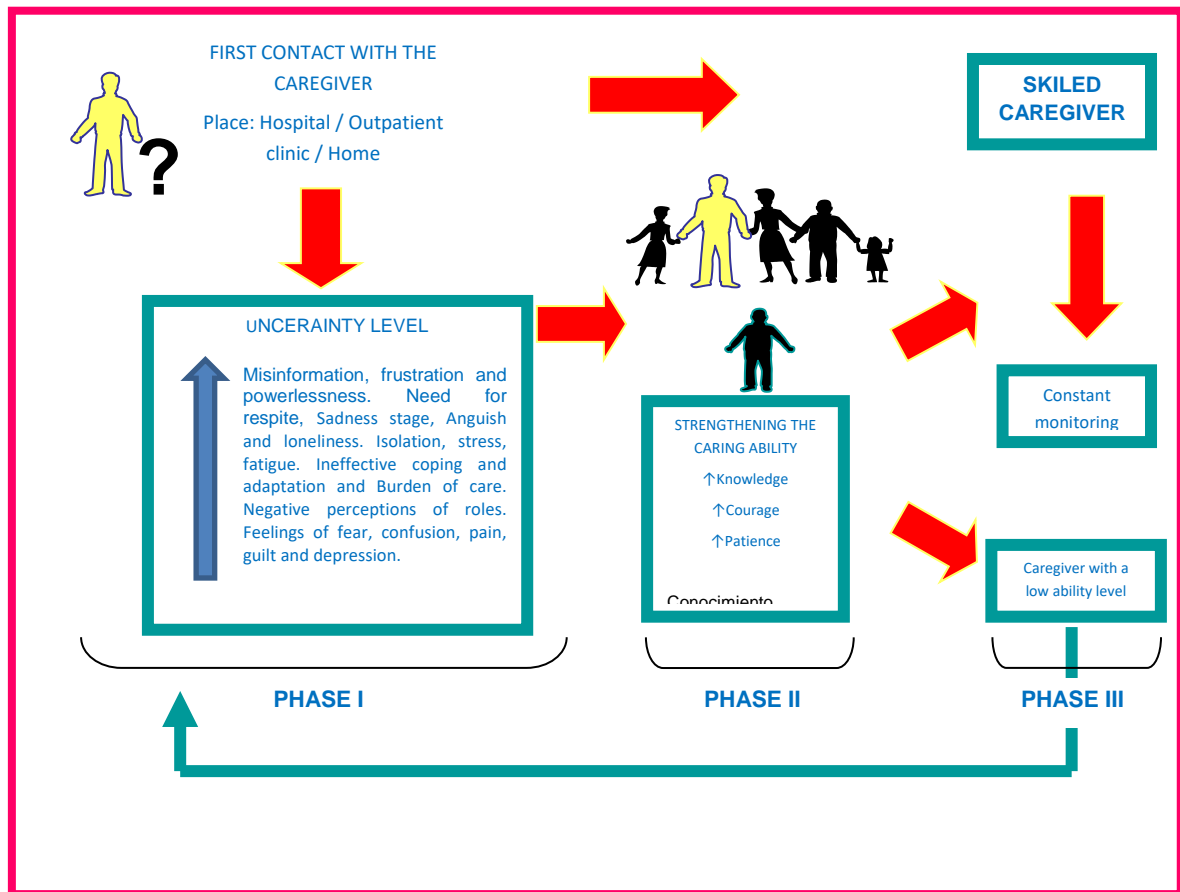 FIRST CONTACT WITH THE
CAREGIVER
Place: Hospital / Outpatient
clinic / Home
?
SKILED
CAREGIVER
UNCERAINTY LEVEL
Misinformation, frustration and
powerlessness. Need for
respite, Sadness stage, Anguish
and loneliness. Isolation, stress,
fatigue. Ineffective coping and
adaptation and Burden of care.
Negative perceptions of roles.
Feelings of fear, confusion, pain,
guilt and depression.
STRENGTHENING THE
CARING ABILITY
↑Knowledge
↑Courage
↑Patience
Conocimiento
Constant
monitoring
Caregiver with a
low ability level
PHASE I
PHASE II
PHASE III